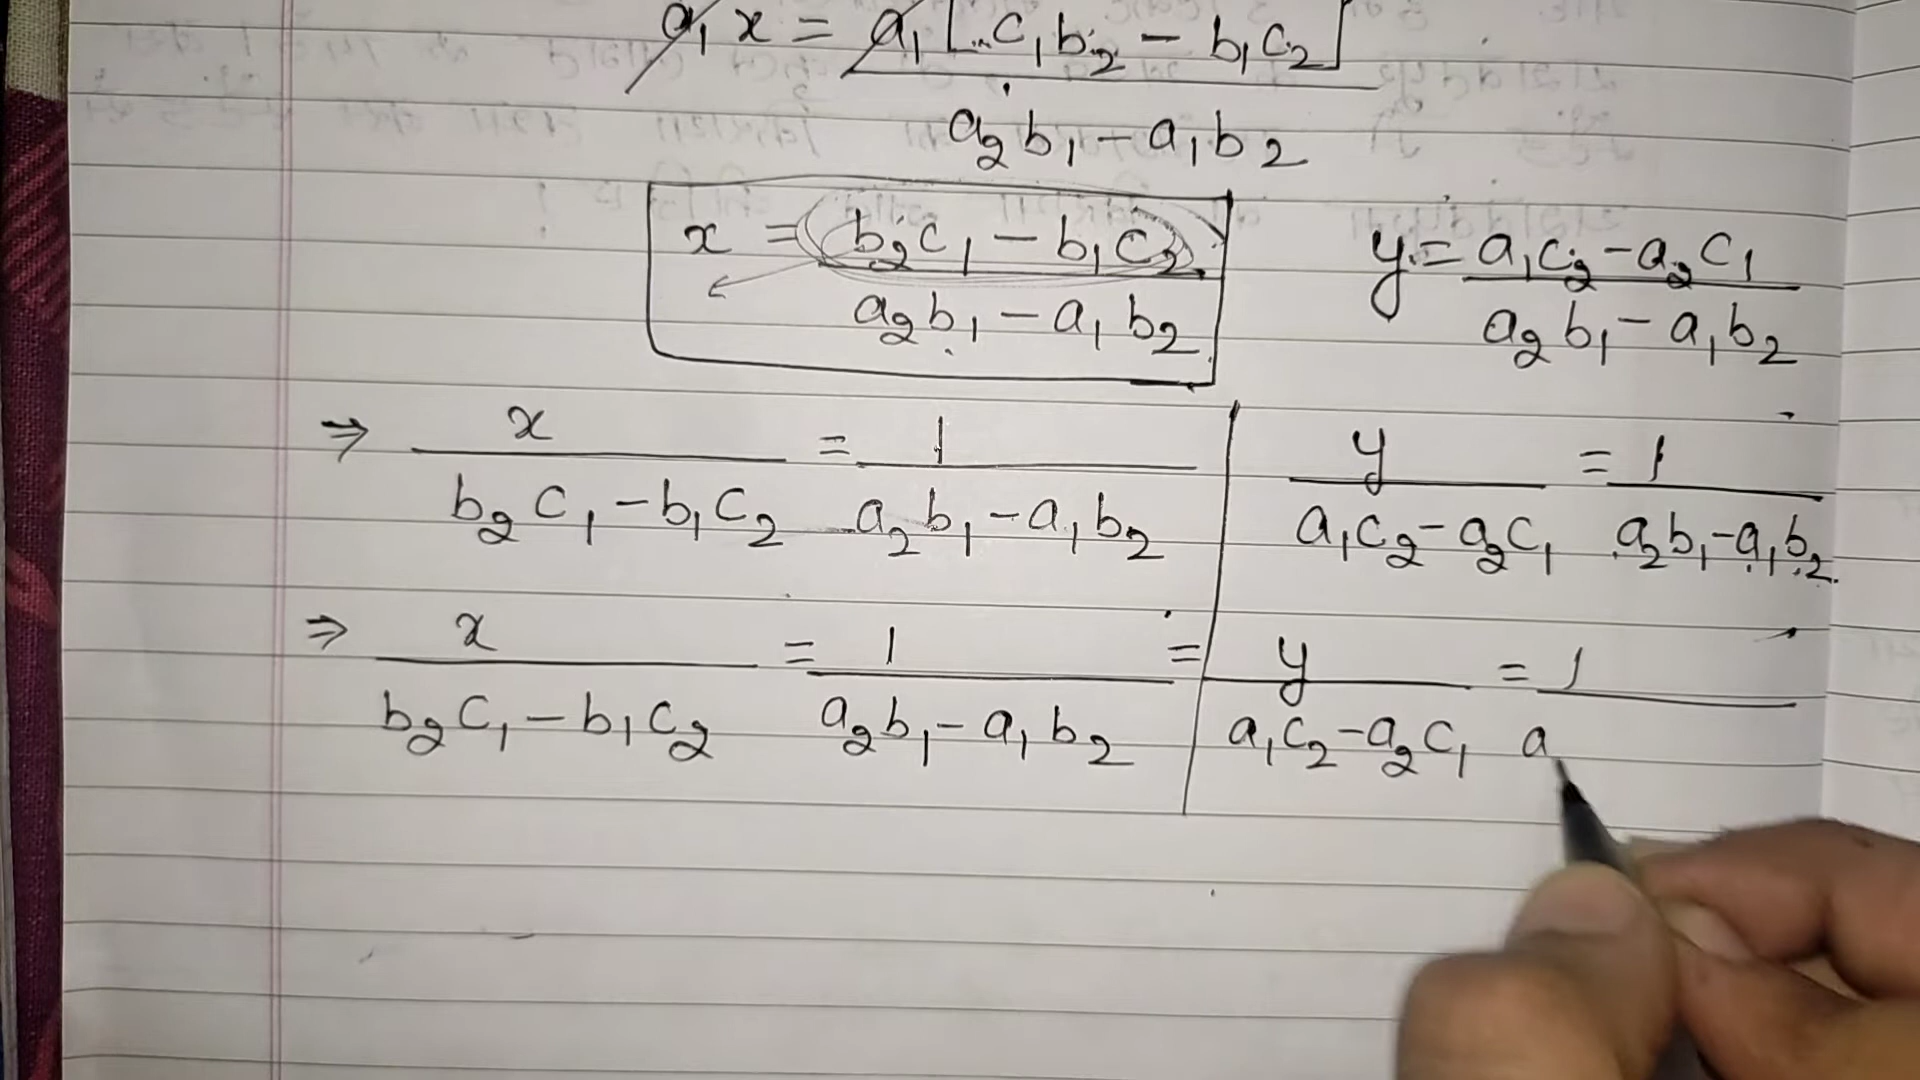 a₁x = a₁[c₁b₂ - b₁c₂]
a₂b₁ - a₁b₂
x = b₂c₁ - b₁c₂ y = a₁c₂ - a₂c₁
a₂b₁ - a₁b₂ a₂b₁ - a₁b₂
⇒ x = 1 y = 1
b₂c₁ - b₁c₂ a₂b₁ - a₁b₂ a₁c₂ - a₂c₁ a₂b₁ - a₁b₂
⇒ x = 1 = y = 1
b₂c₁ - b₁c₂ a₂b₁ - a₁b₂ a₁c₂ - a₂c₁ a